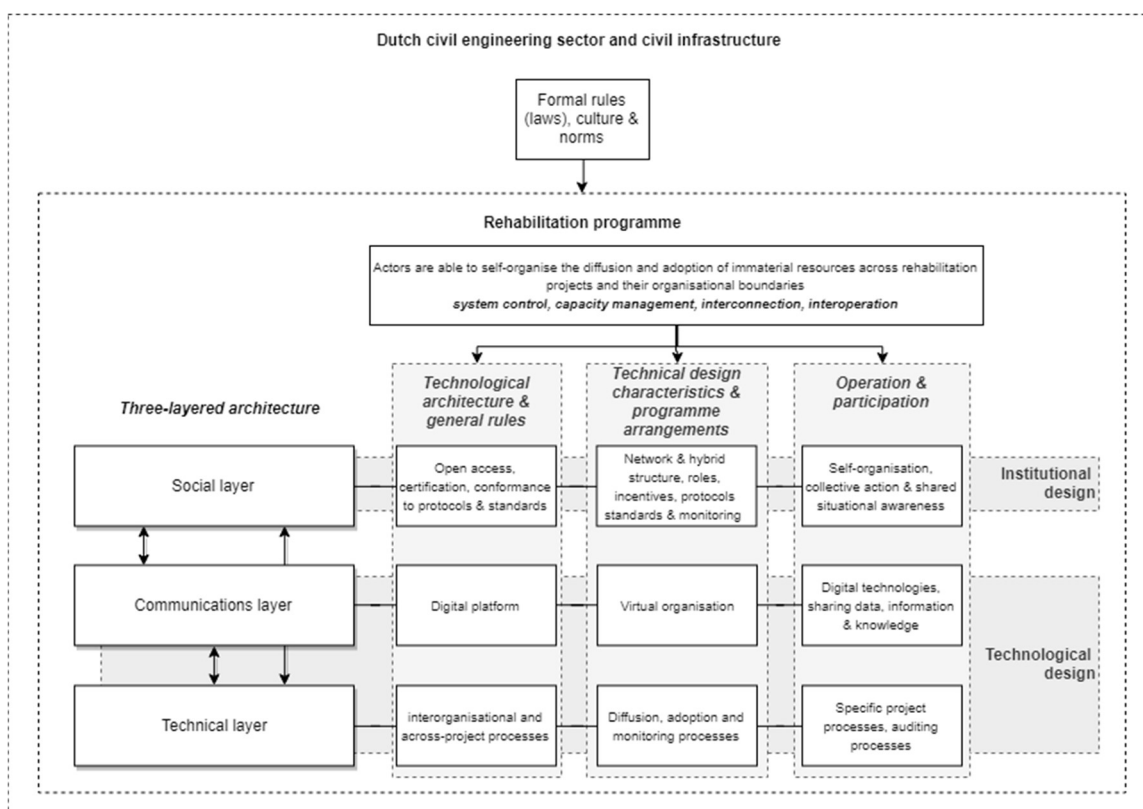 Dutch civil engineering sector and civil infrastructure
Formal rules
(laws), culture &
norms
Rehabilitation programme
Actors are able to self-organise the diffusion and adoption of immaterial resources across rehabilitation
projects and their organisational boundaries
system control, capacity management, interconnection, interoperation
Three-layered architecture
Technological
architecture &
general rules
Technical design
characteristics &
programme
arrangements
Operation &
participation
Social layer
Open access,
certification, conformance
to protocols & standards
Network & hybrid
structure, roles,
incentives, protocols
standards & monitoring
Self-organisation,
collective action & shared
situational awareness
Institutional
design
Communications layer
Digital platform
Virtual organisation
Digital technologies,
sharing data, information
& knowledge
Technological
design
Technical layer
interorganisational and
across-project processes
Diffusion, adoption and
monitoring processes
Specific project
processes, auditing
processes